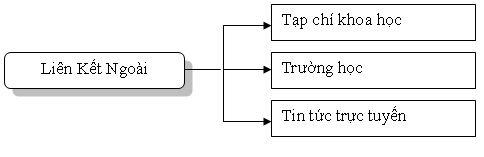 Liên Kết Ngoài
Tạp chí khoa học
Trường học
Tin tức trực tuyến